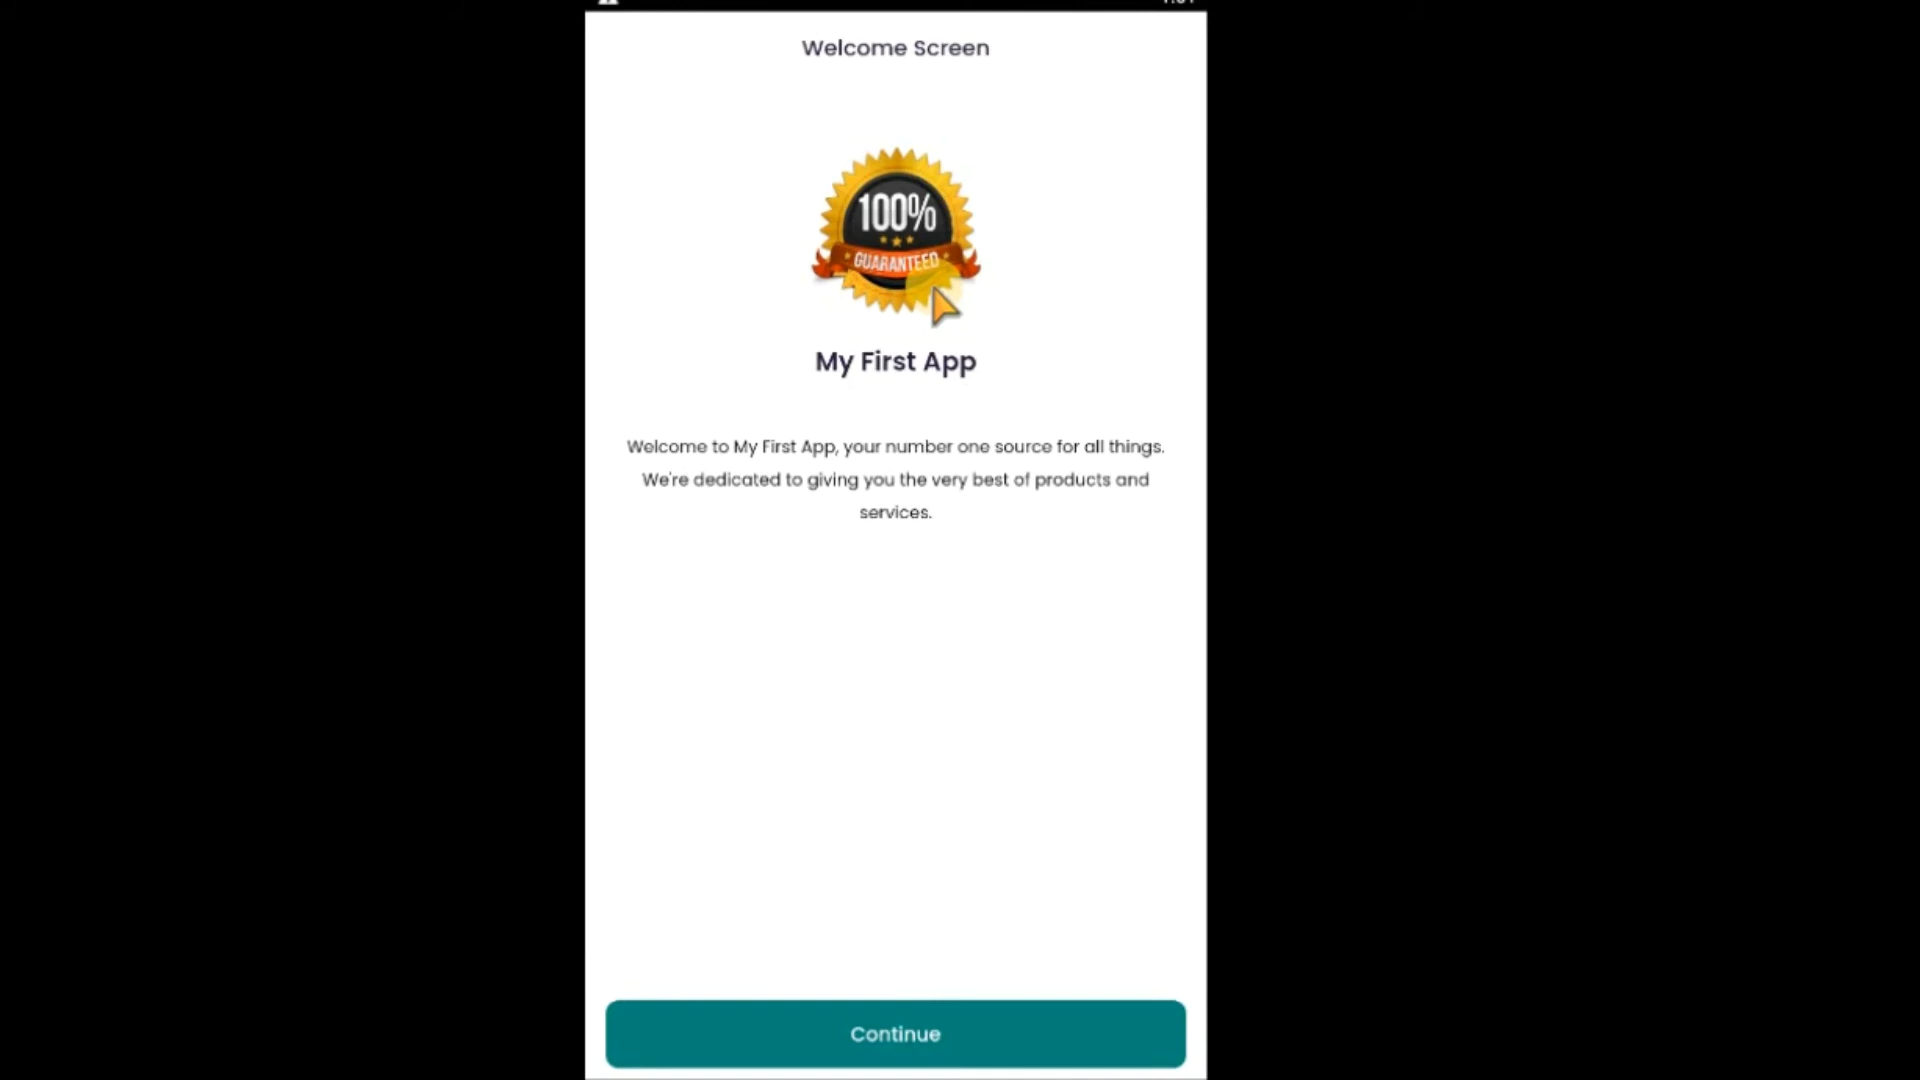 Welcome Screen
100%
GUARANTEED
My First App
Welcome to My First App, your number one source for all things.
We're dedicated to giving you the very best of products and
services.
Continue